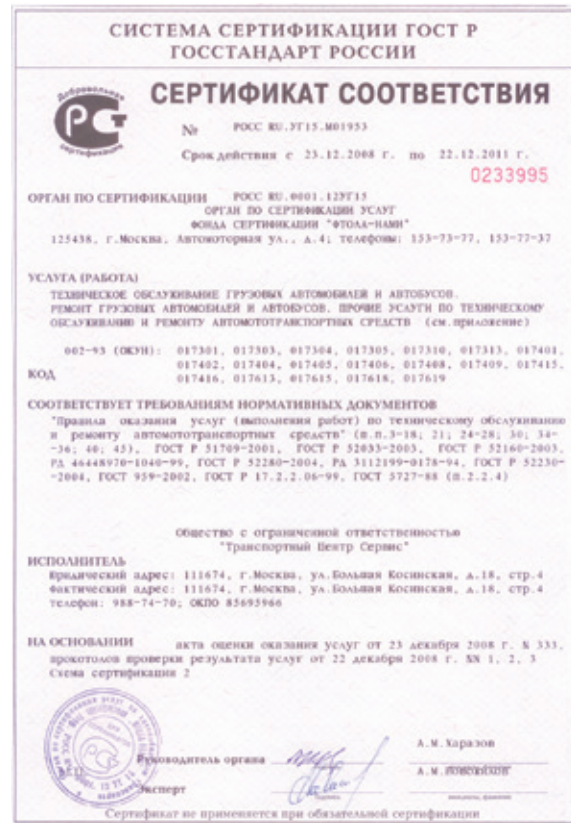 СИСТЕМА СЕРТИФИКАЦИИ ГОСТ Р
ГОССТАНДАРТ РОССИИ
Добровольная
сертификация
СЕРТИФИКАТ СООТВЕТСТВИЯ
№ РОСС RU.УГ15.М01953
Срок действия с 23.12.2008 г. по 22.12.2011 г.
0233995
ОРГАН ПО СЕРТИФИКАЦИИ РОСС RU.0001.12УГ15
ОРГАН ПО СЕРТИФИКАЦИИ УСЛУГ
ФОНДА СЕРТИФИКАЦИИ "ФТОЛА-НАМИ"
125438, г.Москва, Автомоторная ул., д.4; телефоны: 153-73-77, 153-77-37
УСЛУГА (РАБОТА)
ТЕХНИЧЕСКОЕ ОБСЛУЖИВАНИЕ ГРУЗОВЫХ АВТОМОБИЛЕЙ И АВТОБУСОВ.
РЕМОНТ ГРУЗОВЫХ АВТОМОБИЛЕЙ И АВТОБУСОВ. ПРОЧИЕ УСЛУГИ ПО ТЕХНИЧЕСКОМУ
ОБСЛУЖИВАНИЮ И РЕМОНТУ АВТОМОТОТРАНСПОРТНЫХ СРЕДСТВ (см.приложение)
002-93 (ОКУН): 017301, 017303, 017304, 017305, 017310, 017313, 017401,
017402, 017404, 017405, 017406, 017408, 017409, 017415,
КОД 017416, 017613, 017615, 017618, 017619
СООТВЕТСТВУЕТ ТРЕБОВАНИЯМ НОРМАТИВНЫХ ДОКУМЕНТОВ
"Правила оказания услуг (выполнения работ) по техническому обслуживанию
и ремонту автомототранспортных средств" (п.п.3-18; 21; 24-28; 30; 34-
-36; 40; 45), ГОСТ Р 51709-2001, ГОСТ Р 52033-2003, ГОСТ Р 52160-2003,
РД 46448970-1040-99, ГОСТ Р 52280-2004, РД 3112199-0178-94, ГОСТ Р 52230-
-2004, ГОСТ 959-2002, ГОСТ Р 17.2.2.06-99, ГОСТ 5727-88 (п.2.2.4)
Общество с ограниченной ответственностью
"Транспортный Центр Сервис"
ИСПОЛНИТЕЛЬ
Юридический адрес: 111674, г.Москва, ул.Большая Косинская, д.18, стр.4
Фактический адрес: 111674, г.Москва, ул.Большая Косинская, д.18, стр.4
телефон: 988-74-70; ОКПО 85695966
НА ОСНОВАНИИ акта оценки оказания услуг от 23 декабря 2008 г. N 333,
протоколов проверки результата услуг от 22 декабря 2008 г. NN 1, 2, 3
Схема сертификации 2
Руководитель органа А.М.Харазов
Эксперт А.М.
Сертификат не применяется при обязательной сертификации